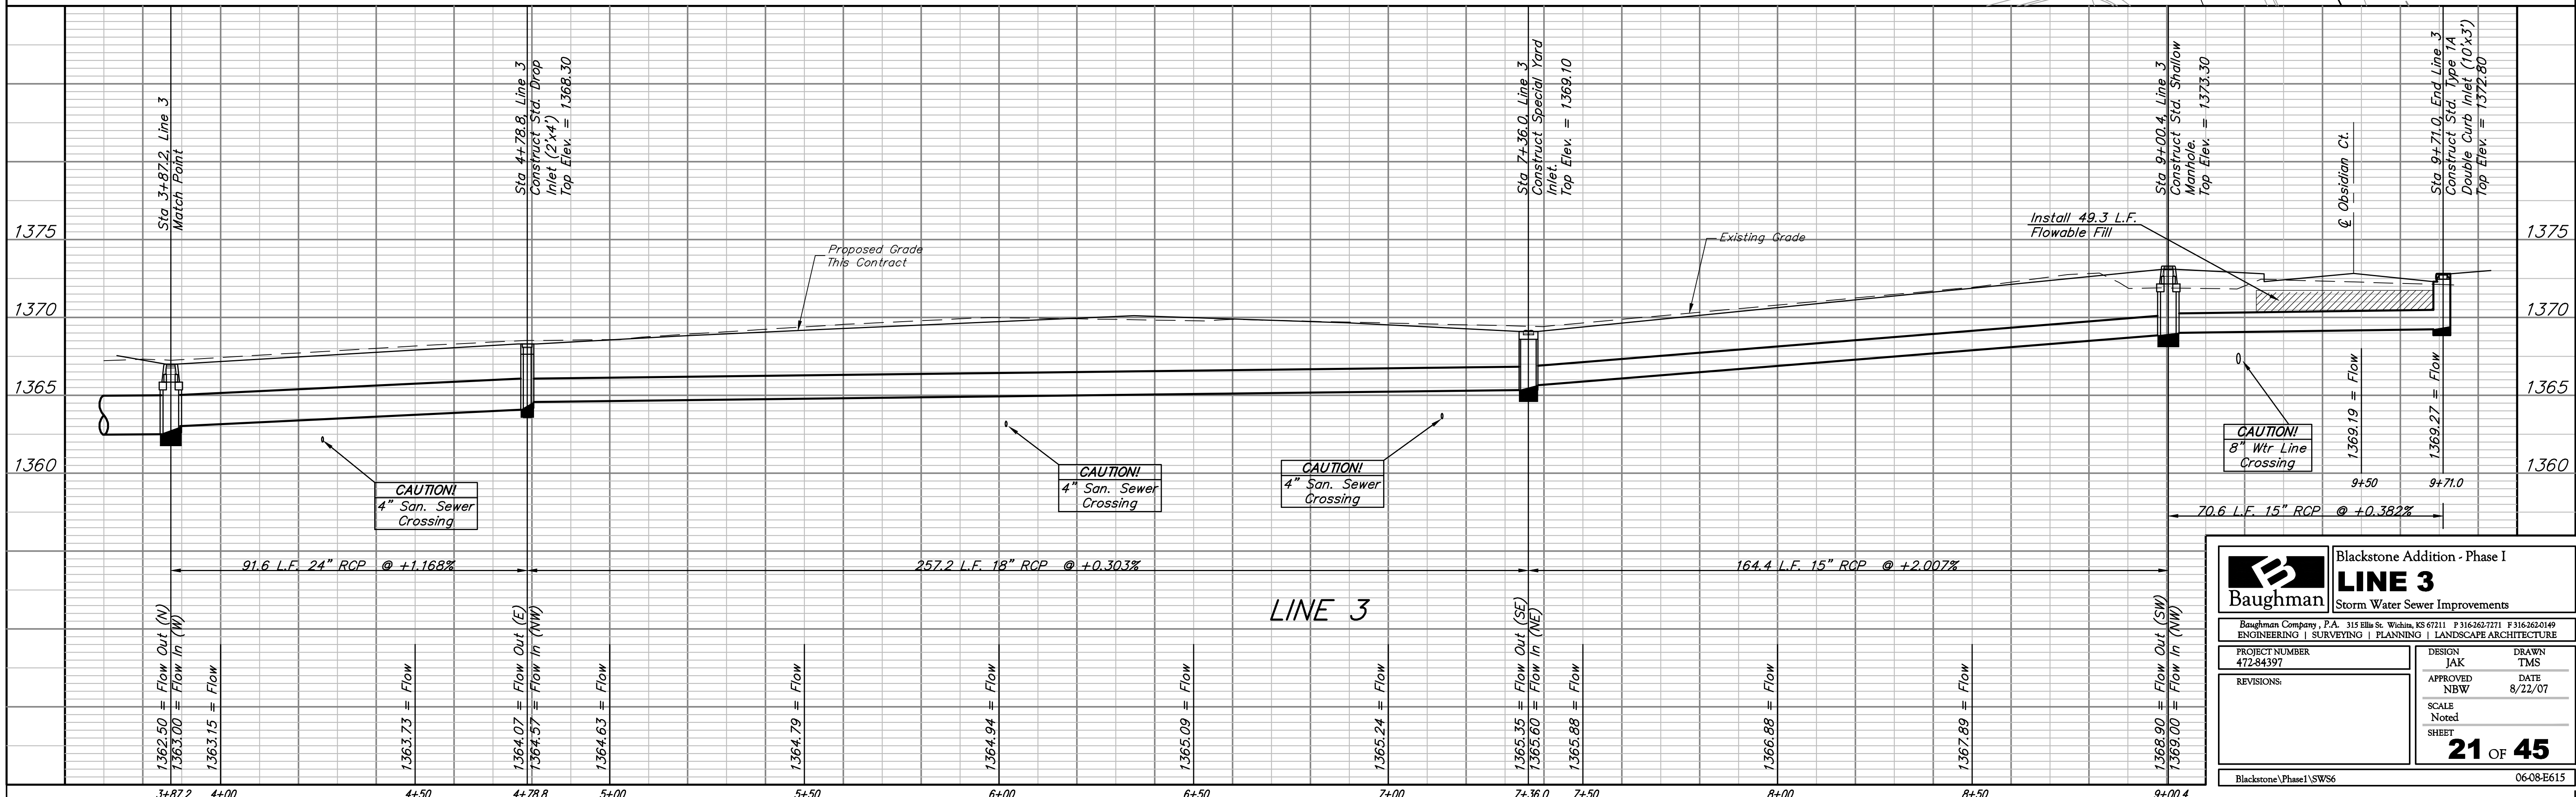 Sta 3+87.2, Line 3
Match Point
Sta 4+78.8, Line 3
Construct Std. Drop
Inlet (2'x4')
Top Elev. = 1368.30
Sta 7+36.0, Line 3
Construct Special Yard
Inlet.
Top Elev. = 1369.10
Sta 9+00.4, Line 3
Construct Std. Shallow
Manhole.
Top Elev. = 1373.30
℄ Obsidian Ct.
Sta 9+71.0, End Line 3
Construct Std. Type 1A
Double Curb Inlet (10'x3')
Top Elev. = 1372.80
1375
1370
1365
1360
1375
1370
1365
1360
Proposed Grade
This Contract
Existing Grade
Install 49.3 L.F.
Flowable Fill
CAUTION!
4" San. Sewer
Crossing
CAUTION!
4" San. Sewer
Crossing
CAUTION!
4" San. Sewer
Crossing
CAUTION!
8" Wtr Line
Crossing
1369.19 = Flow
1369.27 = Flow
9+50
9+71.0
70.6 L.F. 15" RCP @ +0.382%
91.6 L.F. 24" RCP @ +1.168%
257.2 L.F. 18" RCP @ +0.303%
164.4 L.F. 15" RCP @ +2.007%
LINE 3
1362.50 = Flow Out (N)
1363.00 = Flow In (W)
1363.15 = Flow
1363.73 = Flow
1364.07 = Flow Out (E)
1364.57 = Flow In (NW)
1364.63 = Flow
1364.79 = Flow
1364.94 = Flow
1365.09 = Flow
1365.24 = Flow
1365.35 = Flow Out (SE)
1365.60 = Flow In (NE)
1365.88 = Flow
1366.88 = Flow
1367.89 = Flow
1368.90 = Flow Out (SW)
1369.00 = Flow In (NW)
3+87.2
4+00
4+50
4+78.8
5+00
5+50
6+00
6+50
7+00
7+36.0
7+50
8+00
8+50
9+00.4
B
Baughman
Blackstone Addition - Phase I
LINE 3
Storm Water Sewer Improvements
Baughman Company, P.A. 315 Ellis St. Wichita, KS 67211 P 316-262-7271 F 316-262-0149
ENGINEERING | SURVEYING | PLANNING | LANDSCAPE ARCHITECTURE
PROJECT NUMBER
472-84397
REVISIONS:
DESIGN
JAK
DRAWN
TMS
APPROVED
NBW
DATE
8/22/07
SCALE
Noted
SHEET
21 OF 45
Blackstone\Phase1\SWS6
06-08-E615